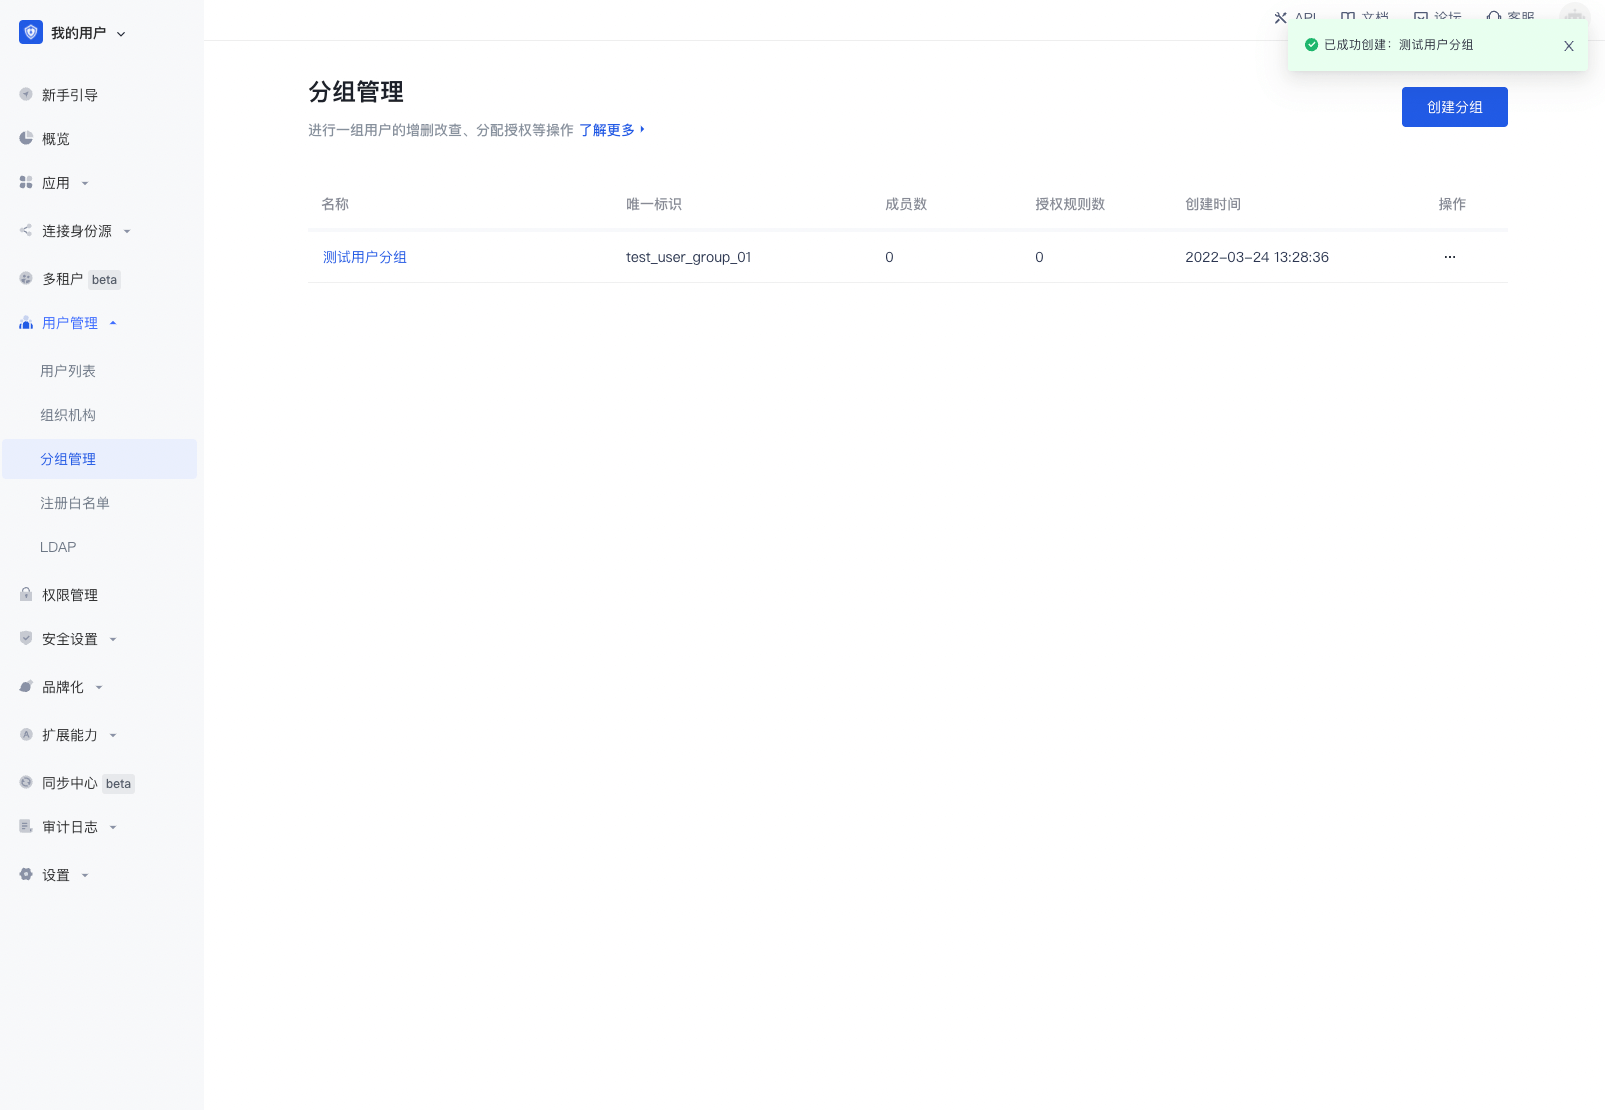 我的用户
API 文档 论坛 客服
已成功创建：测试用户分组
新手引导
概览
应用
连接身份源
多租户 beta
用户管理
用户列表
组织机构
分组管理
注册白名单
LDAP
权限管理
安全设置
品牌化
扩展能力
同步中心 beta
审计日志
设置
分组管理
进行一组用户的增删改查、分配授权等操作 了解更多
创建分组
名称 唯一标识 成员数 授权规则数 创建时间 操作
测试用户分组 test_user_group_01 0 0 2022-03-24 13:28:36 ···